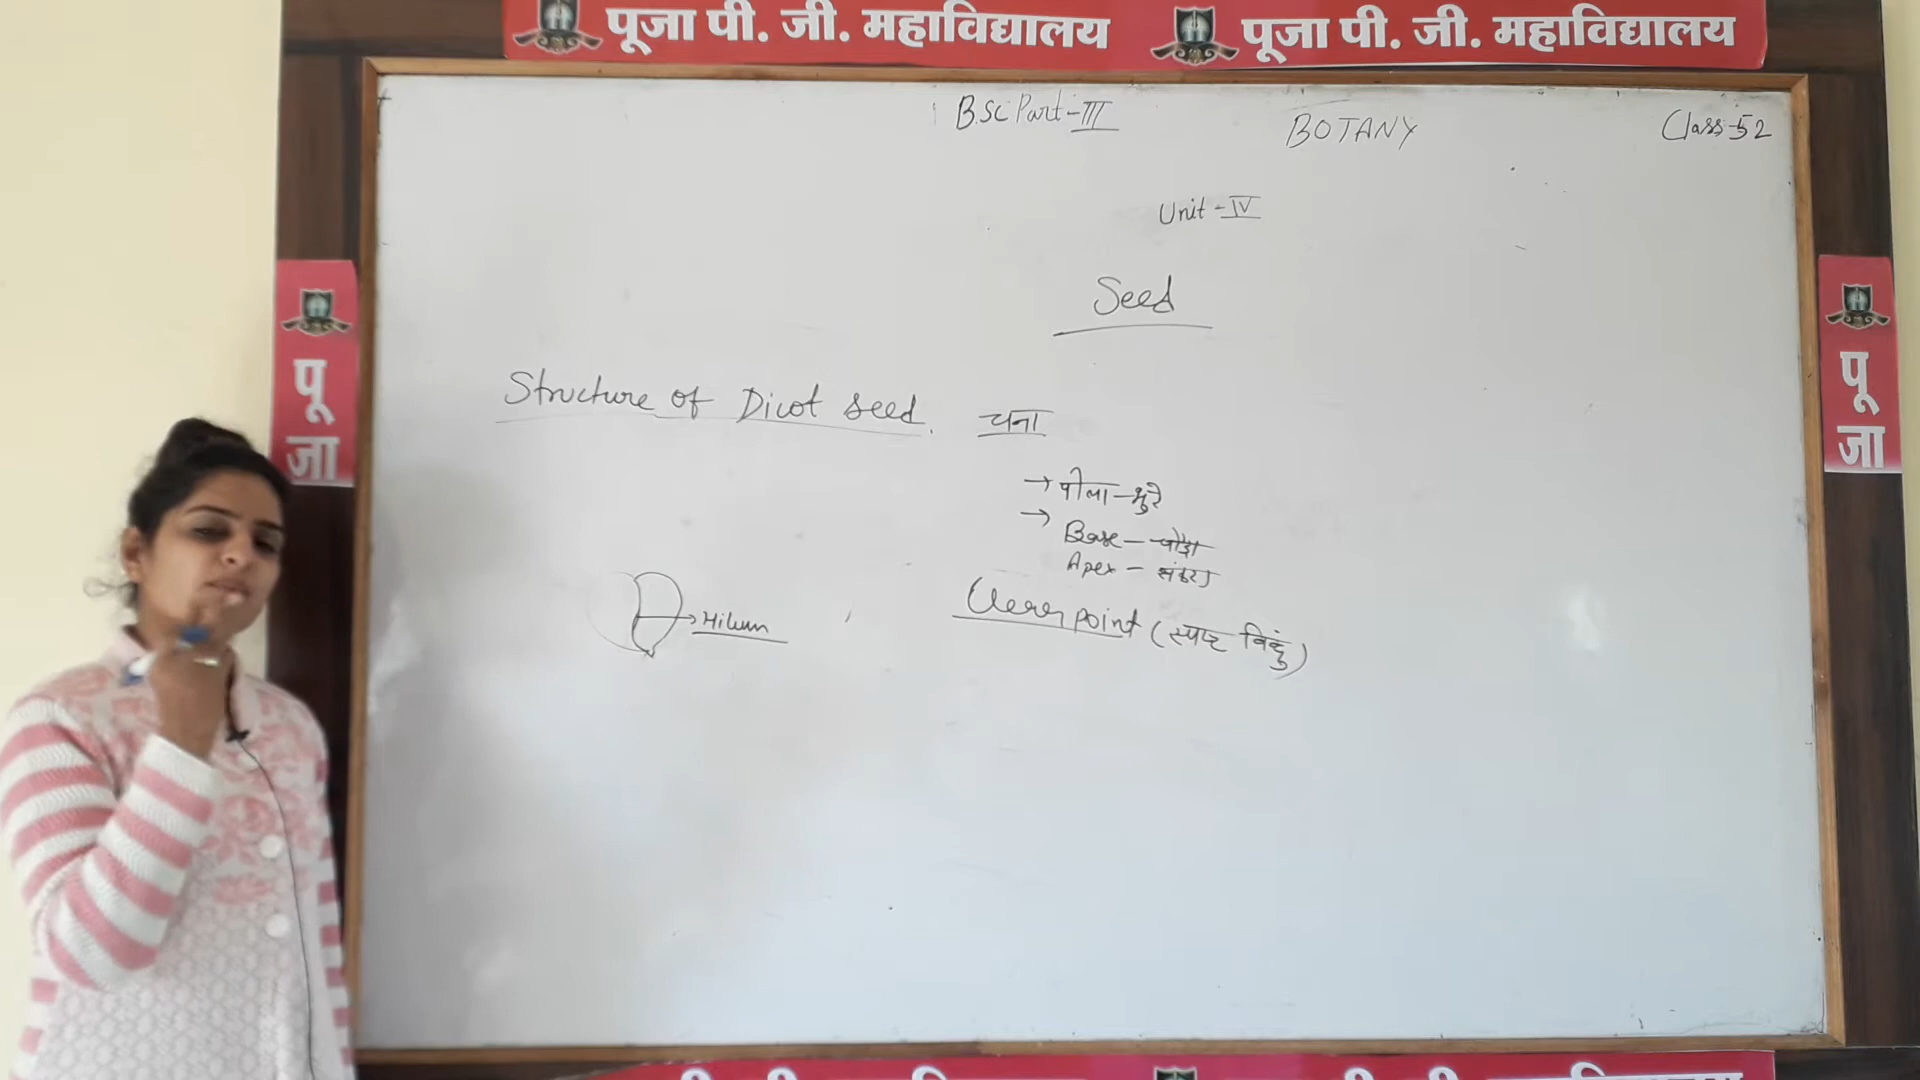 पूजा पी. जी. महाविद्यालय पूजा पी. जी. महाविद्यालय
B.Sc Part-III BOTANY Class-52
Unit-IV
Seed
Structure of Dicot seed. चना
→ पीला-भुरे
→
Base - चौड़ा
Apex - संकरा
→ Hilum
point (स्पष्ट बिंदु)
पूजा
पूजा